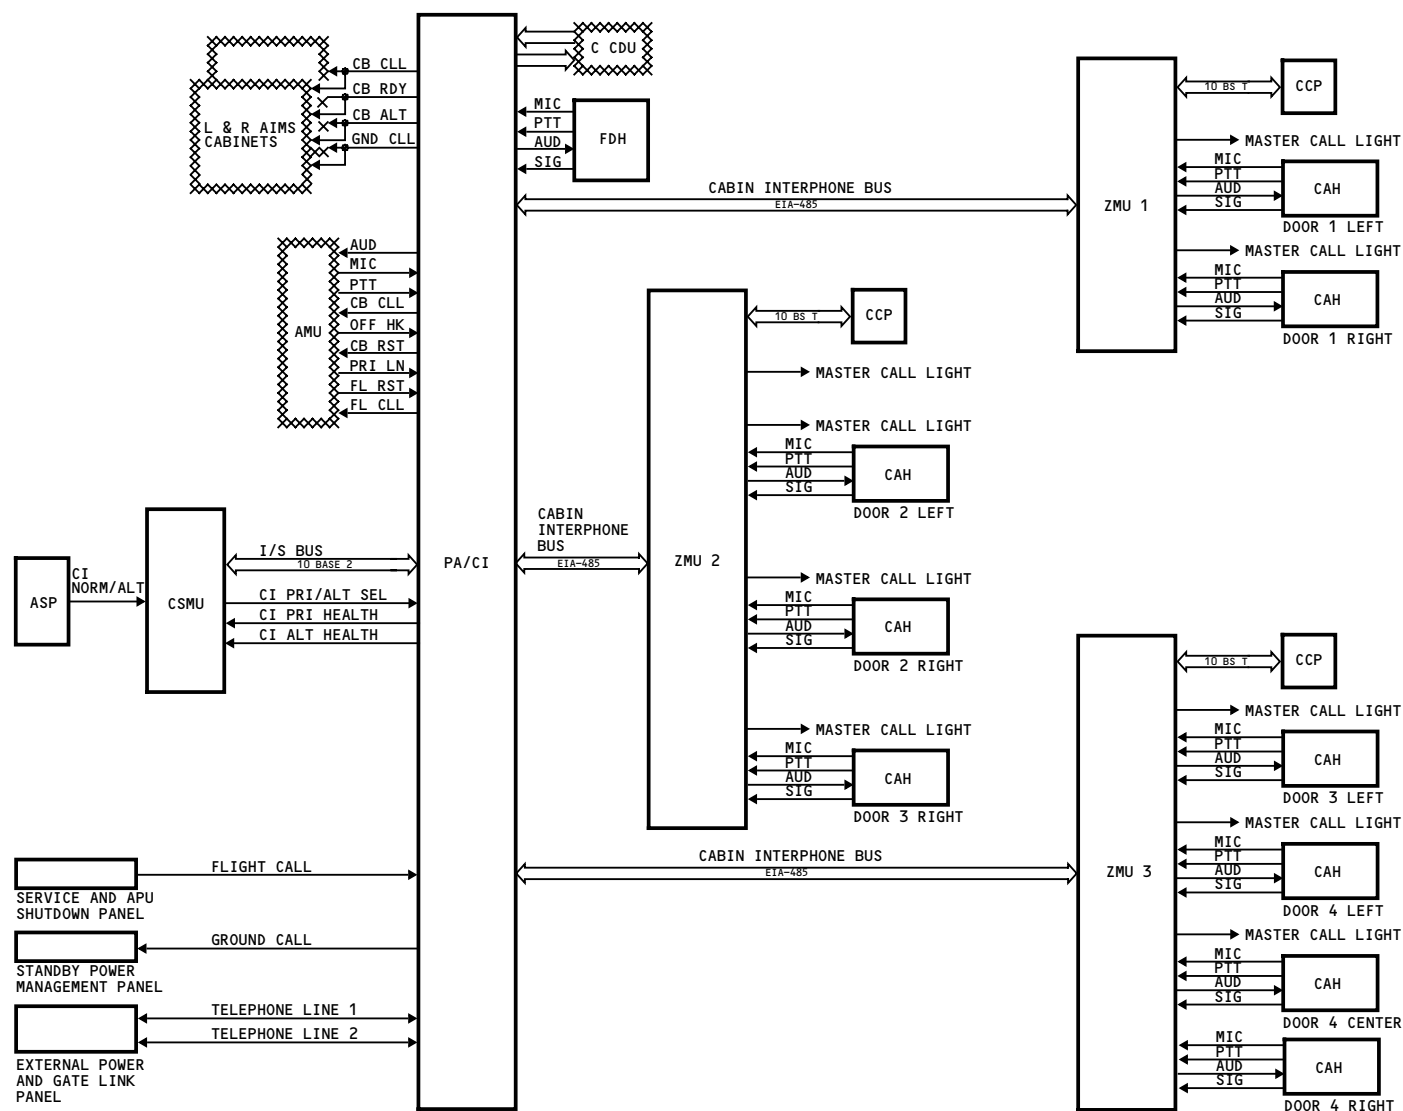 C CDU
CB CLL
CB RDY
CB ALT
GND CLL
L & R AIMS
CABINETS
MIC
PTT
AUD
SIG
FDH
CABIN INTERPHONE BUS
EIA-485
ZMU 1
10 BS T
CCP
MASTER CALL LIGHT
MIC
PTT
AUD
SIG
CAH
DOOR 1 LEFT
MASTER CALL LIGHT
MIC
PTT
AUD
SIG
CAH
DOOR 1 RIGHT
AMU
AUD
MIC
PTT
CB CLL
OFF HK
CB RST
PRI LN
FL RST
FL CLL
PA/CI
CABIN
INTERPHONE
BUS
EIA-485
ZMU 2
10 BS T
CCP
MASTER CALL LIGHT
MASTER CALL LIGHT
MIC
PTT
AUD
SIG
CAH
DOOR 2 LEFT
MASTER CALL LIGHT
MIC
PTT
AUD
SIG
CAH
DOOR 2 RIGHT
MASTER CALL LIGHT
MIC
PTT
AUD
SIG
CAH
DOOR 3 RIGHT
ASP
CI
NORM/ALT
CSMU
I/S BUS
10 BASE 2
CI PRI/ALT SEL
CI PRI HEALTH
CI ALT HEALTH
CABIN INTERPHONE BUS
EIA-485
ZMU 3
10 BS T
CCP
MASTER CALL LIGHT
MIC
PTT
AUD
SIG
CAH
DOOR 3 LEFT
MASTER CALL LIGHT
MIC
PTT
AUD
SIG
CAH
DOOR 4 LEFT
MASTER CALL LIGHT
MIC
PTT
AUD
SIG
CAH
DOOR 4 CENTER
MIC
PTT
AUD
SIG
CAH
DOOR 4 RIGHT
FLIGHT CALL
SERVICE AND APU
SHUTDOWN PANEL
GROUND CALL
STANDBY POWER
MANAGEMENT PANEL
TELEPHONE LINE 1
TELEPHONE LINE 2
EXTERNAL POWER
AND GATE LINK
PANEL